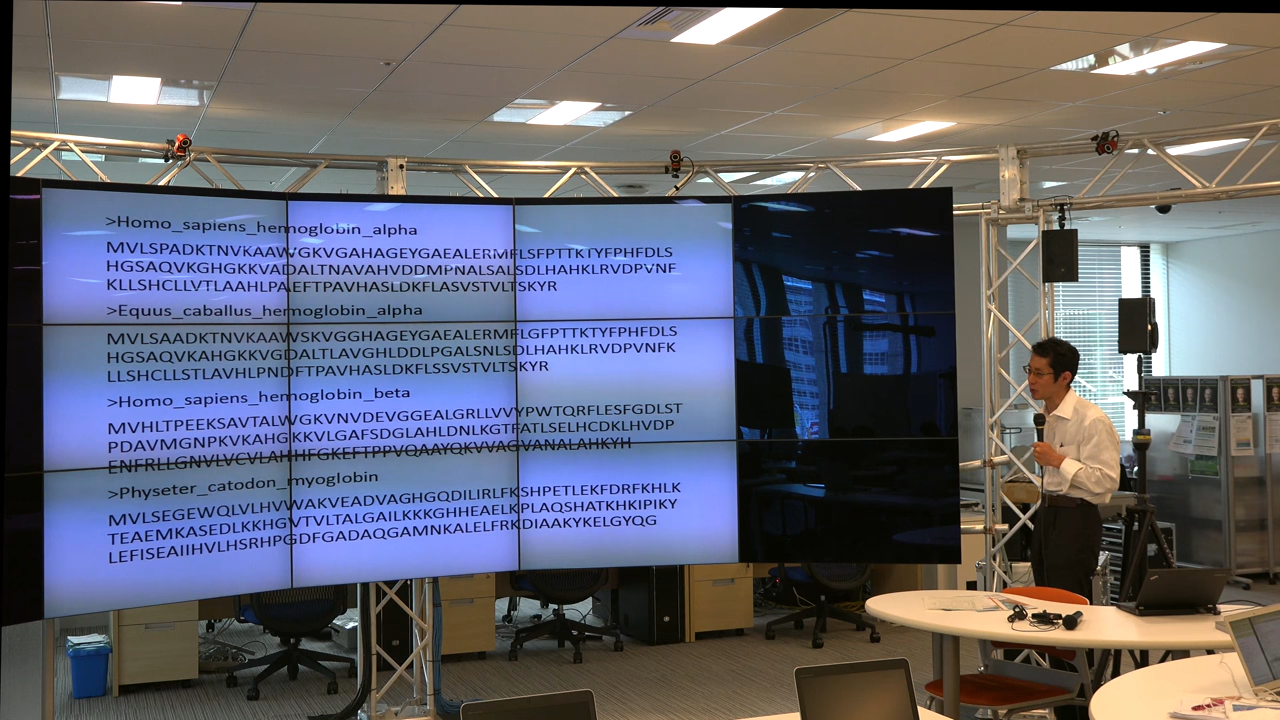 >Homo_sapiens_hemoglobin_alpha
MVLSPADKTNVKAAWGKVGAHAGEYGAEALERMFLSFPTTKTYFPHFDLS
HGSAQVKGHGKKVADALTNAVAHVDDMPNALSALSDLHAHKLRVDPVNF
KLLSHCLLVTLAAHLPAEFTPAVHASLDKFLASVSTVLTSKYR
>Equus_caballus_hemoglobin_alpha
MVLSAADKTNVKAAWSKVGGHAGEYGAEALERMFLGFPTTKTYFPHFDLS
HGSAQVKAHGKKVGDALTLAVGHLDDLPGALSNLSDLHAHKLRVDPVNFK
LLSHCLLSTLAVHLPNDFTPAVHASLDKFLSSVSTVLTSKYR
>Homo_sapiens_hemoglobin_beta
MVHLTPEEKSAVTALWGKVNVDEVGGEALGRLLVVYPWTQRFLESFGDLST
PDAVMGNPKVKAHGKKVLGAFSDGLAHLDNLKGTFATLSELHCDKLHVDP
ENFRLLGNVLVCVLAHHFGKEFTPPVQAAYQKVVAGVANALAHKYH
>Physeter_catodon_myoglobin
MVLSEGEWQLVLHVWAKVEADVAGHGQDILIRLFKSHPETLEKFDRFKHLK
TEAEMKASEDLKKHGVTVLTALGAILKKKGHHEAELKPLAQSHATKHKIPIKY
LEFISEAIIHVLHSRHPGDFGADAQGAMNKALELFRKDIAAKYKELGYQG